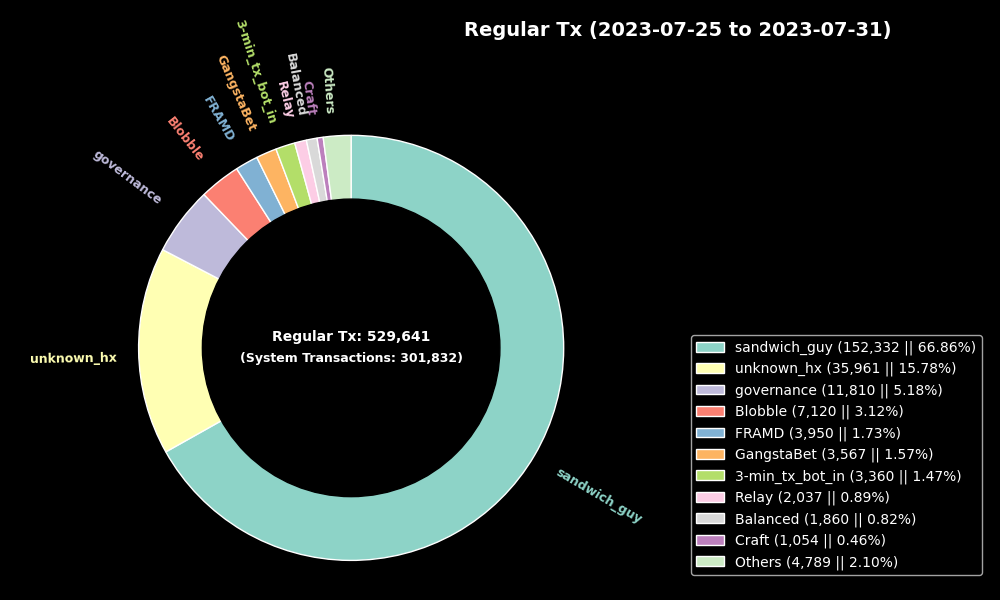 Regular Tx (2023-07-25 to 2023-07-31)
3-min_tx_bot_in
GangstaBet
Balanced
Relay
Craft
Others
FRAMD
Blobble
governance
unknown_hx
sandwich_guy
Regular Tx: 529,641
(System Transactions: 301,832)
sandwich_guy (152,332 || 66.86%)
unknown_hx (35,961 || 15.78%)
governance (11,810 || 5.18%)
Blobble (7,120 || 3.12%)
FRAMD (3,950 || 1.73%)
GangstaBet (3,567 || 1.57%)
3-min_tx_bot_in (3,360 || 1.47%)
Relay (2,037 || 0.89%)
Balanced (1,860 || 0.82%)
Craft (1,054 || 0.46%)
Others (4,789 || 2.10%)